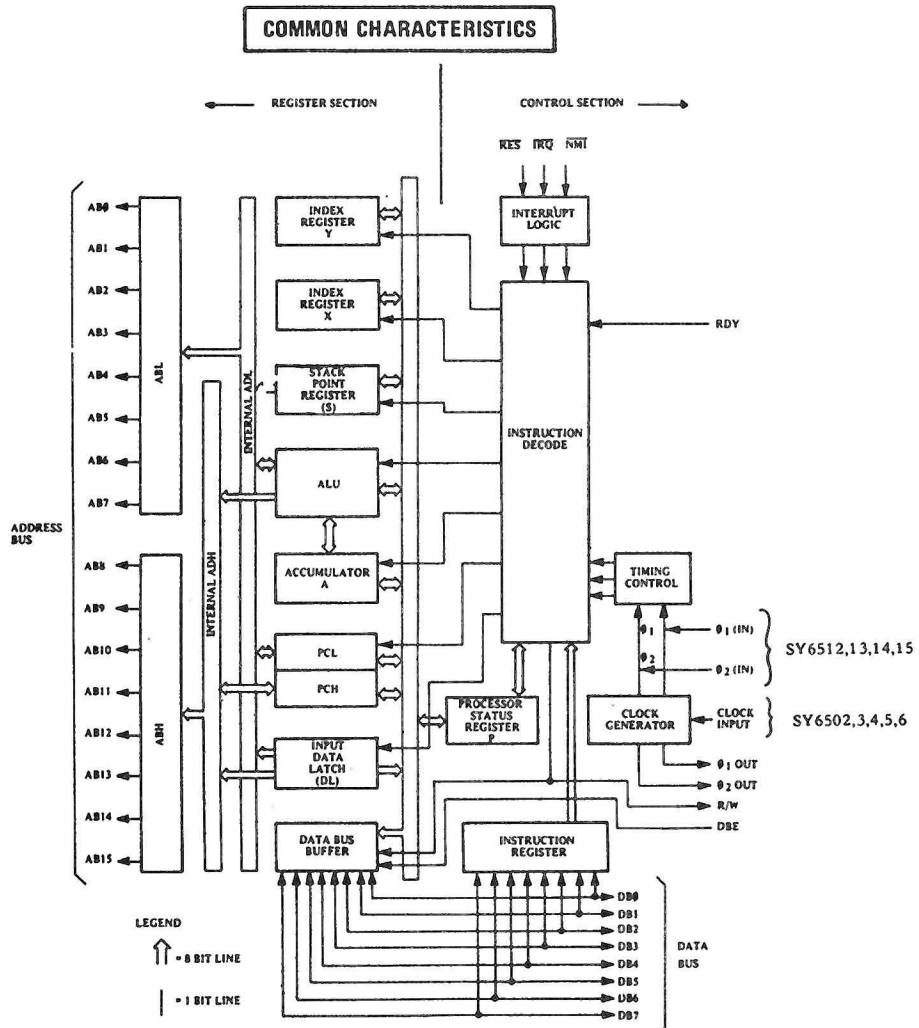 COMMON CHARACTERISTICS
REGISTER SECTION
CONTROL SECTION
RES IRQ NMI
INTERRUPT
LOGIC
INDEX
REGISTER
Y
INDEX
REGISTER
X
STACK
POINT
REGISTER
(S)
ALU
ACCUMULATOR
A
PCL
PCH
INPUT
DATA
LATCH
(DL)
DATA BUS
BUFFER
INSTRUCTION
DECODE
RDY
TIMING
CONTROL
ø1
ø1 (IN)
ø2
ø2 (IN)
SY6512,13,14,15
CLOCK
GENERATOR
CLOCK
INPUT
SY6502,3,4,5,6
ø1 OUT
ø2 OUT
R/W
DBE
PROCESSOR
STATUS
REGISTER
P
INSTRUCTION
REGISTER
ADDRESS
BUS
AB0
AB1
AB2
AB3
AB4
AB5
AB6
AB7
AB8
AB9
AB10
AB11
AB12
AB13
AB14
AB15
ABL
ABH
INTERNAL ADL
INTERNAL ADH
DB0
DB1
DB2
DB3
DB4
DB5
DB6
DB7
DATA
BUS
LEGEND
= 8 BIT LINE
= 1 BIT LINE